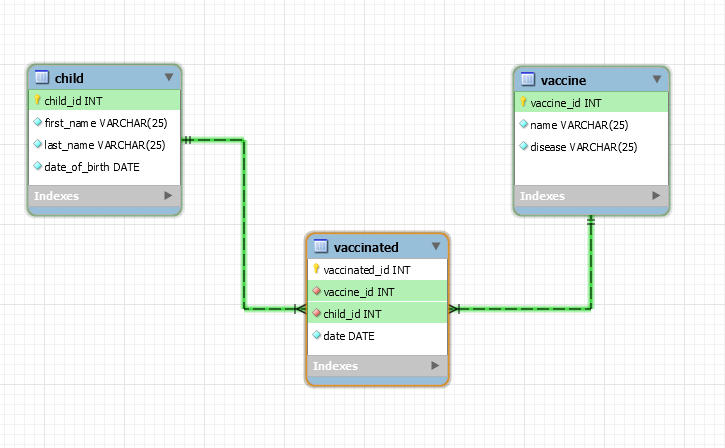 child
child_id INT
first_name VARCHAR(25)
last_name VARCHAR(25)
date_of_birth DATE
Indexes
vaccine
vaccine_id INT
name VARCHAR(25)
disease VARCHAR(25)
Indexes
vaccinated
vaccinated_id INT
vaccine_id INT
child_id INT
date DATE
Indexes